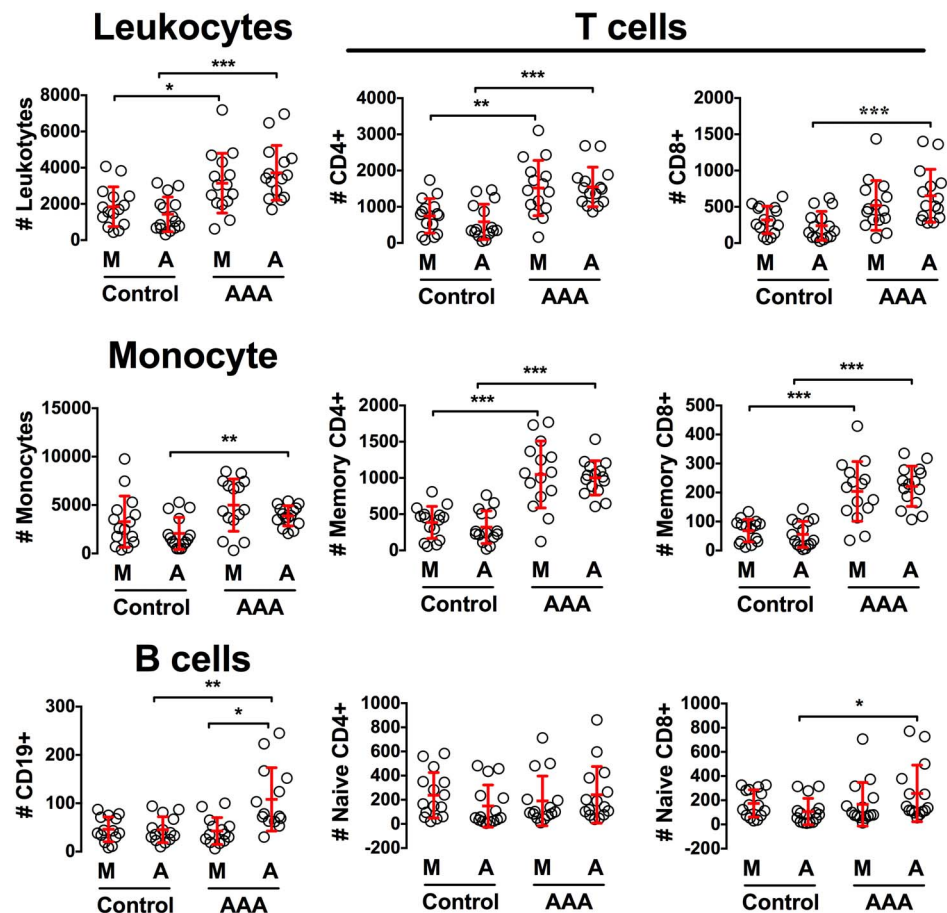 Leukocytes
T cells
***
*
# Leukotytes
8000
6000
4000
2000
0
M A M A
Control AAA
***
**
# CD4+
4000
3000
2000
1000
0
M A M A
Control AAA
***
# CD8+
2000
1500
1000
500
0
M A M A
Control AAA
Monocyte
**
# Monocytes
15000
10000
5000
0
M A M A
Control AAA
***
***
# Memory CD4+
2000
1500
1000
500
0
M A M A
Control AAA
***
***
# Memory CD8+
500
400
300
200
100
0
M A M A
Control AAA
B cells
**
*
# CD19+
300
200
100
0
M A M A
Control AAA
# Naive CD4+
1000
800
600
400
200
0
-200
M A M A
Control AAA
*
# Naive CD8+
1000
800
600
400
200
0
-200
M A M A
Control AAA